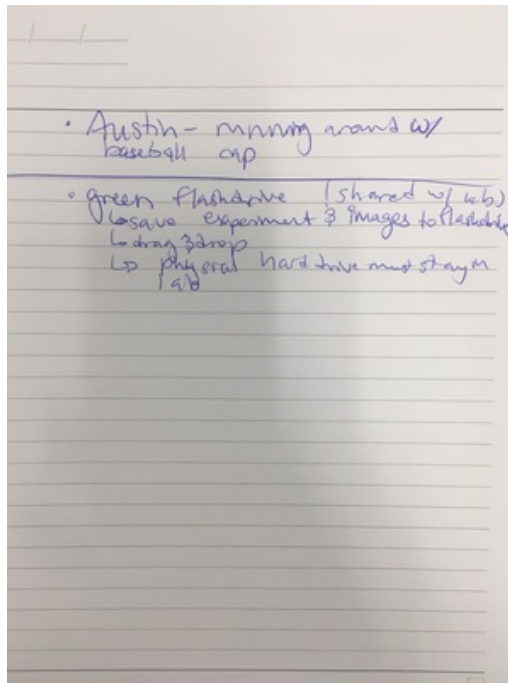 / /
• Austin - running around w/
baseball cap
• green flashdrive (shared w/ lab)
↳ save experiment & images to flashdrive
↳ drag & drop
↳ physical hard drive must stay in
lab